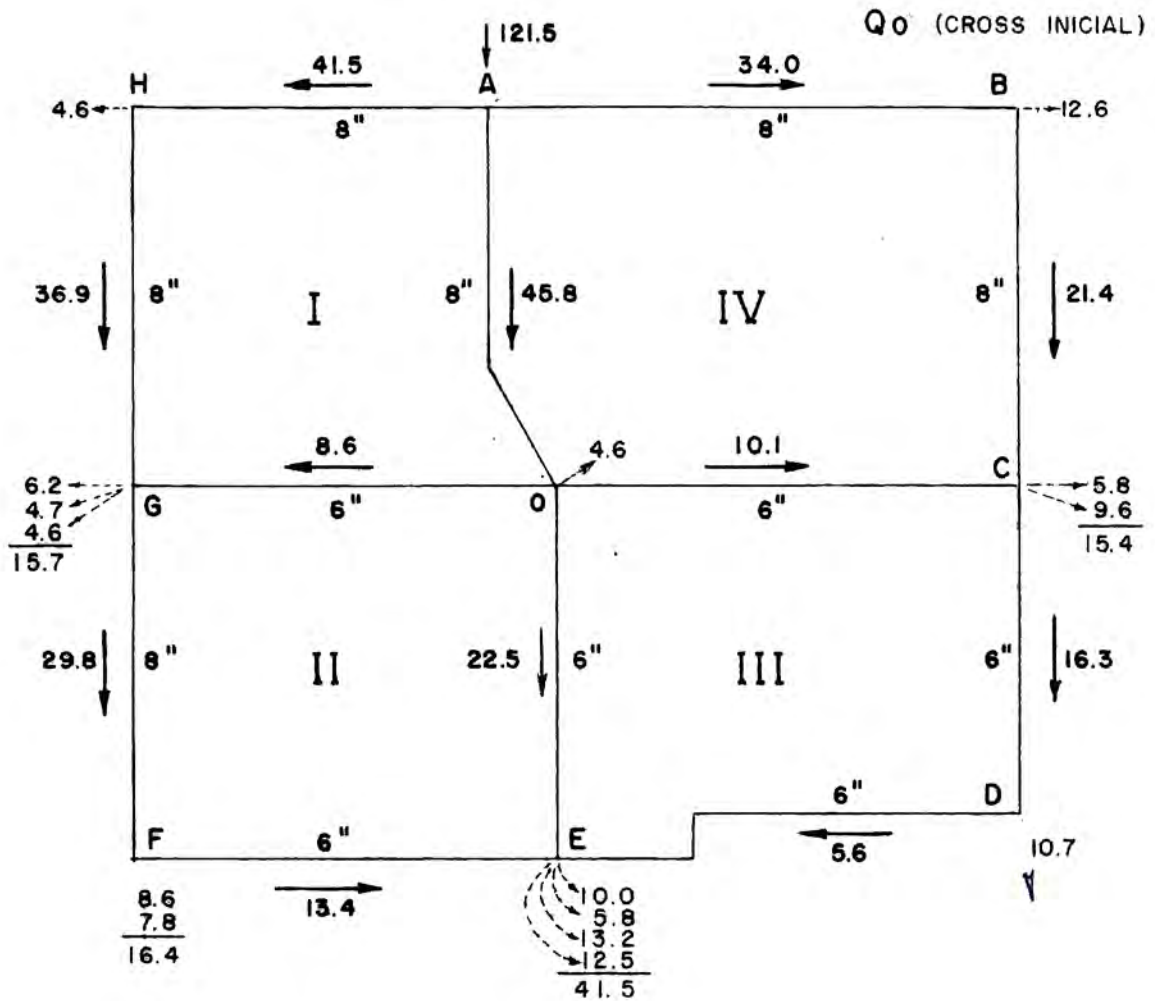 Qo (CROSS INICIAL)
121.5
41.5 34.0
H A B
4.6 12.6
8" 8"
36.9 8" I 8" 45.8 IV 8" 21.4
8.6 4.6 10.1
6.2 G 6" O 6" C 5.8
4.7 9.6
4.6 15.4
15.7
29.8 8" II 22.5 6" III 6" 16.3
6" D
F 6" E 5.6 10.7
8.6 13.4 10.0
7.8 5.8
16.4 13.2
12.5
41.5